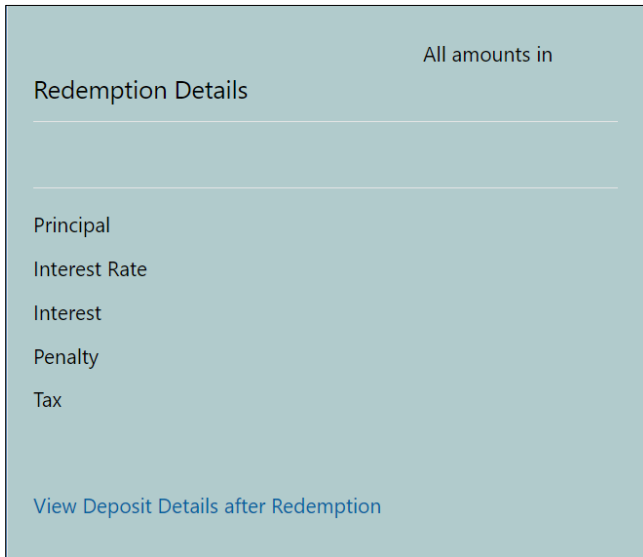 All amounts in
Redemption Details
Principal
Interest Rate
Interest
Penalty
Tax
View Deposit Details after Redemption